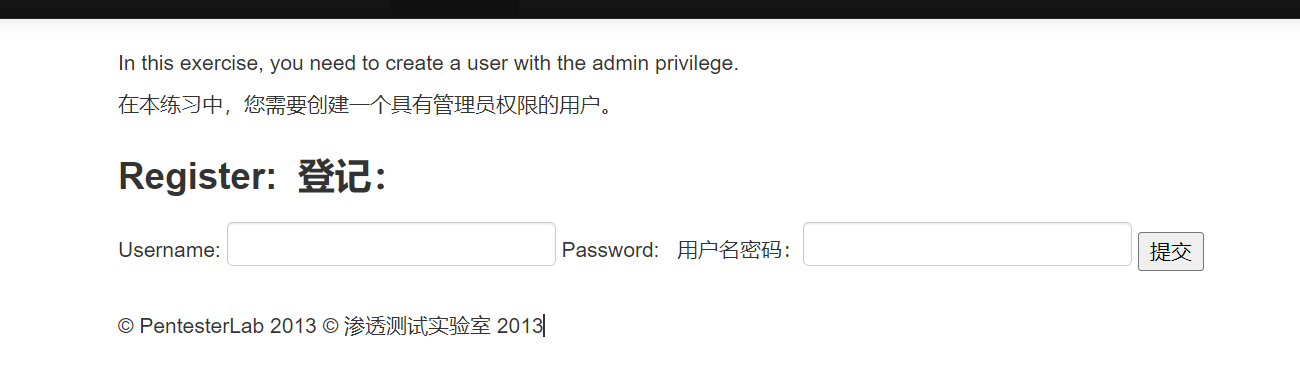 In this exercise, you need to create a user with the admin privilege.
在本练习中，您需要创建一个具有管理员权限的用户。
Register: 登记：
Username: Password: 用户名密码： 提交
© PentesterLab 2013 © 渗透测试实验室 2013